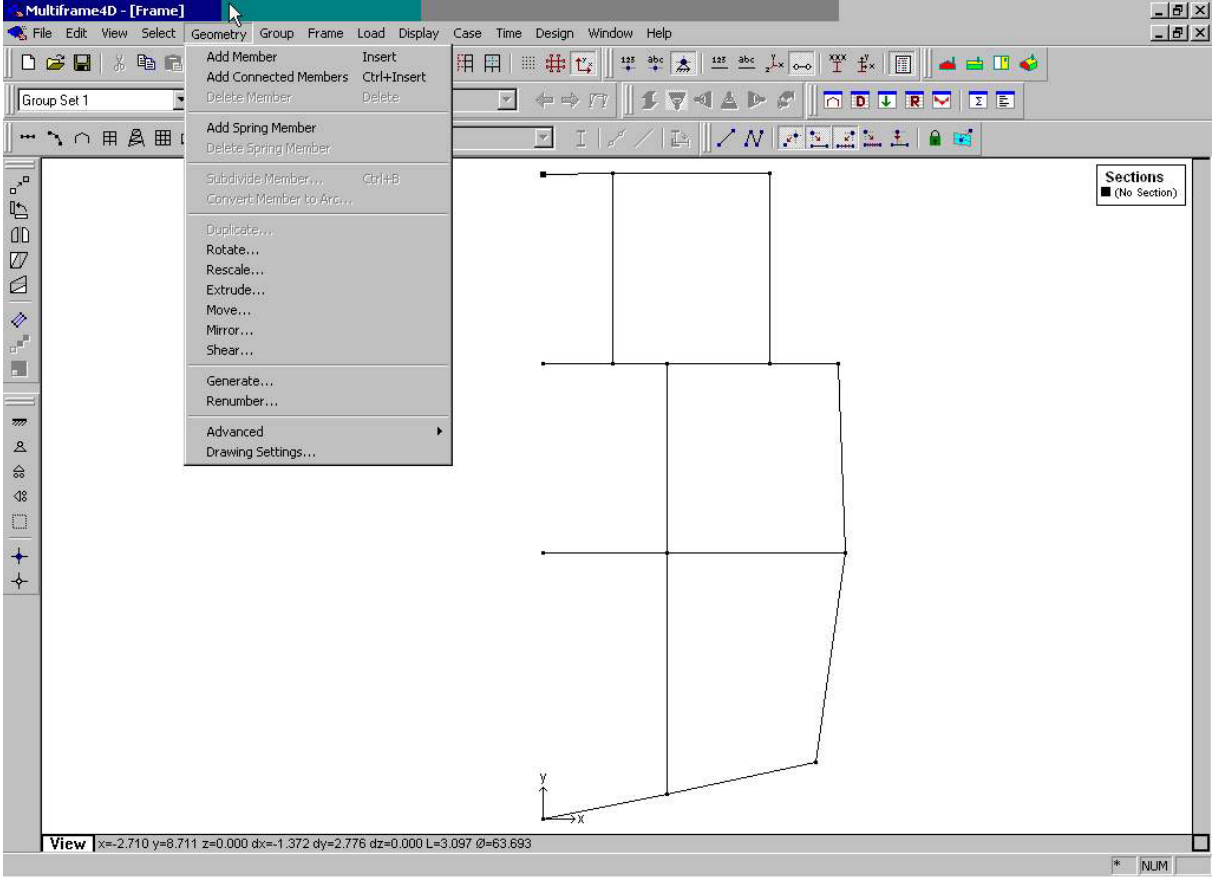 Multiframe4D - [Frame]
File Edit View Select Geometry Group Frame Load Display Case Time Design Window Help
Group Set 1
Add Member Insert
Add Connected Members Ctrl+Insert
Delete Member Delete
Add Spring Member
Delete Spring Member
Subdivide Member... Ctrl+B
Convert Member to Arc...
Duplicate...
Rotate...
Rescale...
Extrude...
Move...
Mirror...
Shear...
Generate...
Renumber...
Advanced
Drawing Settings...
Sections
(No Section)
y
x
View x=-2.710 y=8.711 z=0.000 dx=-1.372 dy=2.776 dz=0.000 L=3.097 Ø=63.693
* NUM